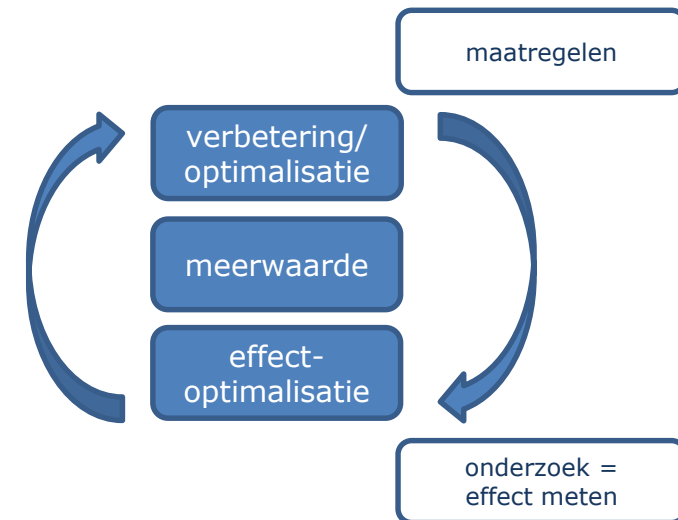 maatregelen
verbetering/
optimalisatie
meerwaarde
effect-
optimalisatie
onderzoek =
effect meten